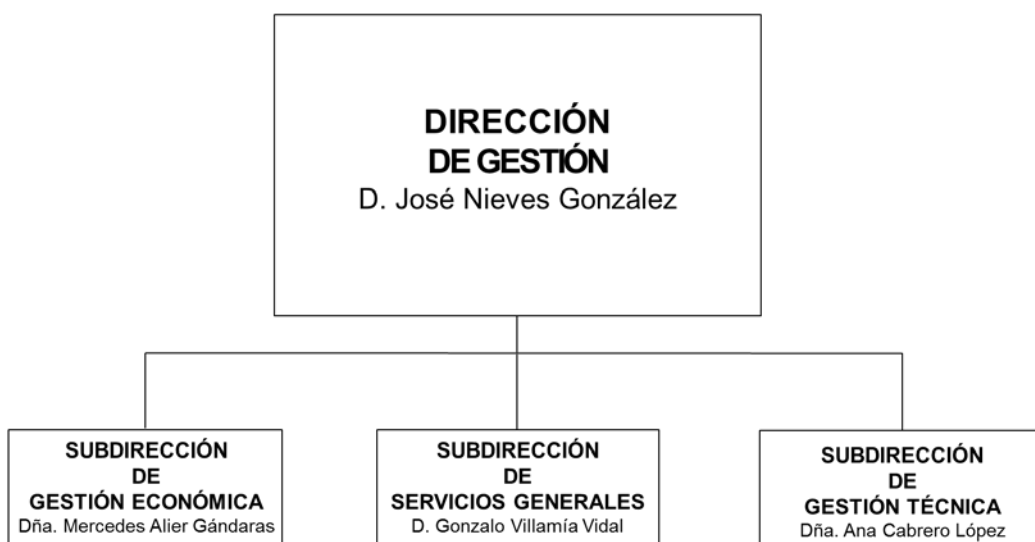 DIRECCIÓN
DE GESTIÓN
D. José Nieves González
SUBDIRECCIÓN
DE
GESTIÓN ECONÓMICA
Dña. Mercedes Alier Gándaras
SUBDIRECCIÓN
DE
SERVICIOS GENERALES
D. Gonzalo Villamía Vidal
SUBDIRECCIÓN
DE
GESTIÓN TÉCNICA
Dña. Ana Cabrero López